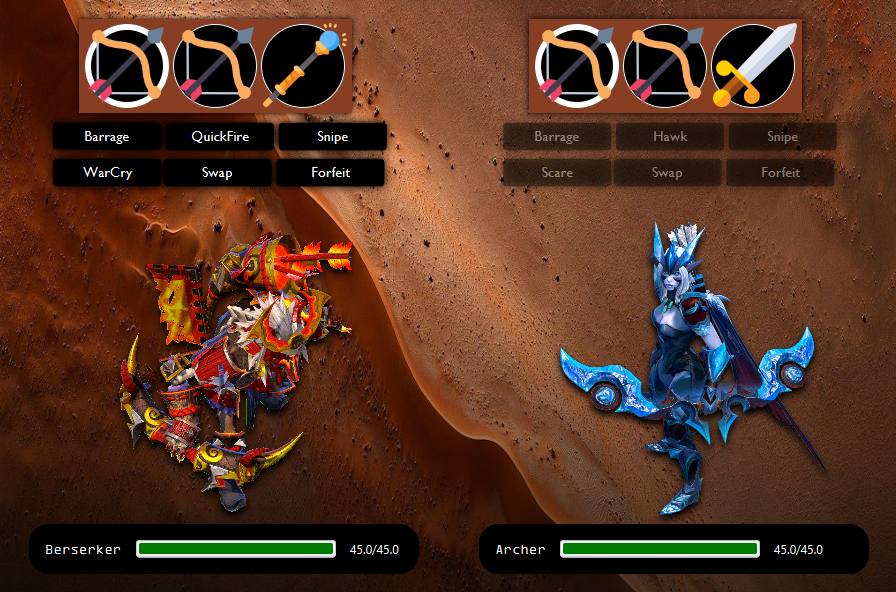 Barrage QuickFire Snipe
WarCry Swap Forfeit
Barrage Hawk Snipe
Scare Swap Forfeit
Berserker 45.0/45.0
Archer 45.0/45.0